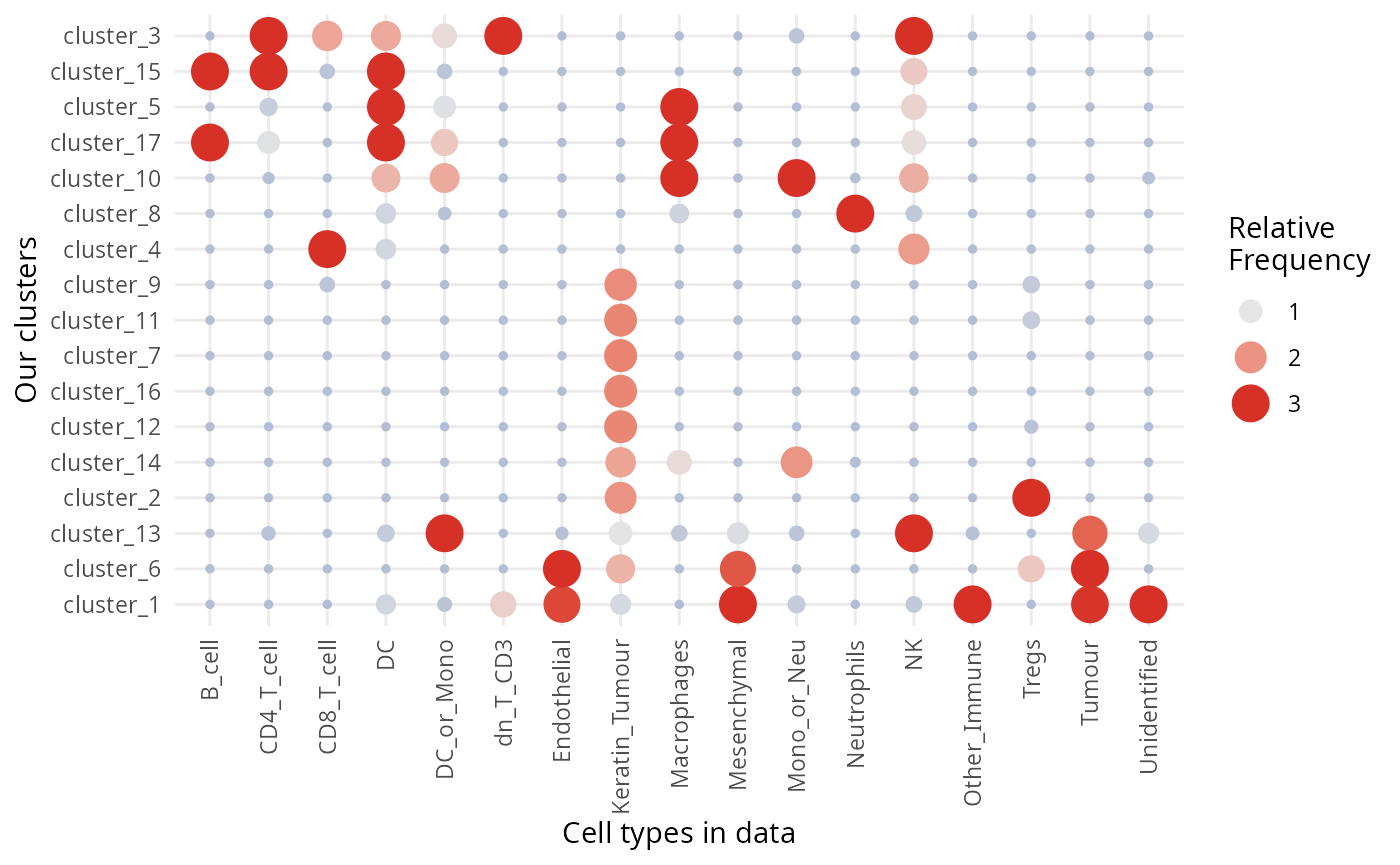 Our clusters
cluster_3
cluster_15
cluster_5
cluster_17
cluster_10
cluster_8
cluster_4
cluster_9
cluster_11
cluster_7
cluster_16
cluster_12
cluster_14
cluster_2
cluster_13
cluster_6
cluster_1
B_cell
CD4_T_cell
CD8_T_cell
DC
DC_or_Mono
dn_T_CD3
Endothelial
Keratin_Tumour
Macrophages
Mesenchymal
Mono_or_Neu
Neutrophils
NK
Other_Immune
Tregs
Tumour
Unidentified
Cell types in data
Relative
Frequency
1
2
3